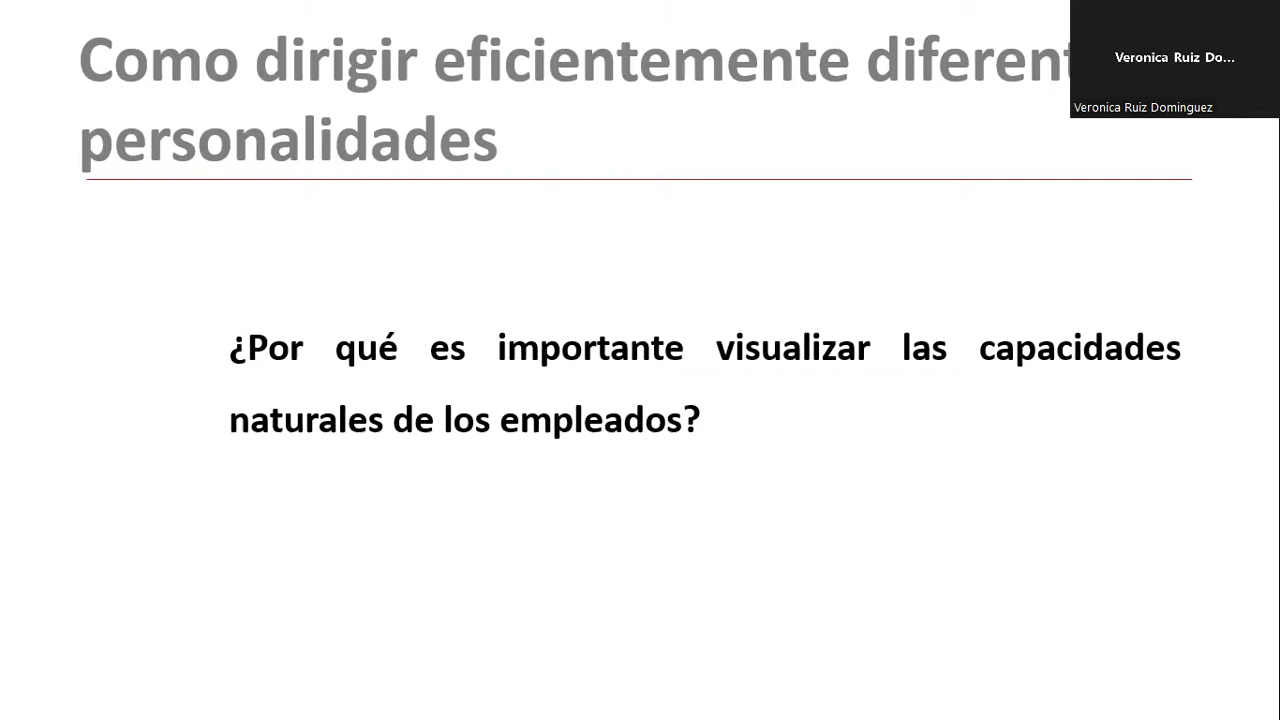 Como dirigir eficientemente
personalidades
Veronica Ruiz Do...
Veronica Ruiz Dominguez
¿Por qué es importante visualizar las capacidades
naturales de los empleados?